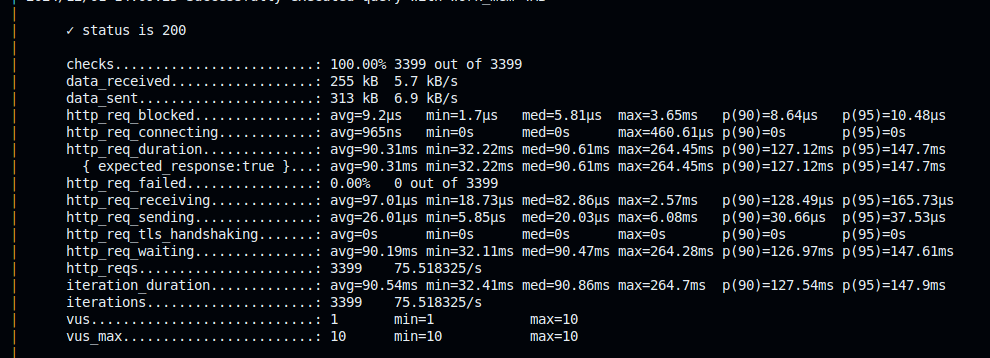 ✓ status is 200
checks.........................: 100.00% 3399 out of 3399
data_received..................: 255 kB  5.7 kB/s
data_sent......................: 313 kB  6.9 kB/s
http_req_blocked...............: avg=9.2µs   min=1.7µs   med=5.81µs  max=3.65ms   p(90)=8.64µs   p(95)=10.48µs
http_req_connecting............: avg=965ns   min=0s      med=0s      max=460.61µs p(90)=0s       p(95)=0s
http_req_duration..............: avg=90.31ms min=32.22ms med=90.61ms max=264.45ms p(90)=127.12ms p(95)=147.7ms
{ expected_response:true }...: avg=90.31ms min=32.22ms med=90.61ms max=264.45ms p(90)=127.12ms p(95)=147.7ms
http_req_failed................: 0.00%   0 out of 3399
http_req_receiving.............: avg=97.01µs min=18.73µs med=82.86µs max=2.57ms   p(90)=128.49µs p(95)=165.73µs
http_req_sending...............: avg=26.01µs min=5.85µs  med=20.03µs max=6.08ms   p(90)=30.66µs  p(95)=37.53µs
http_req_tls_handshaking.......: avg=0s      min=0s      med=0s      max=0s       p(90)=0s       p(95)=0s
http_req_waiting...............: avg=90.19ms min=32.11ms med=90.47ms max=264.28ms p(90)=126.97ms p(95)=147.61ms
http_reqs......................: 3399    75.518325/s
iteration_duration.............: avg=90.54ms min=32.41ms med=90.86ms max=264.7ms  p(90)=127.54ms p(95)=147.9ms
iterations.....................: 3399    75.518325/s
vus............................: 1       min=1           max=10
vus_max........................: 10      min=10          max=10